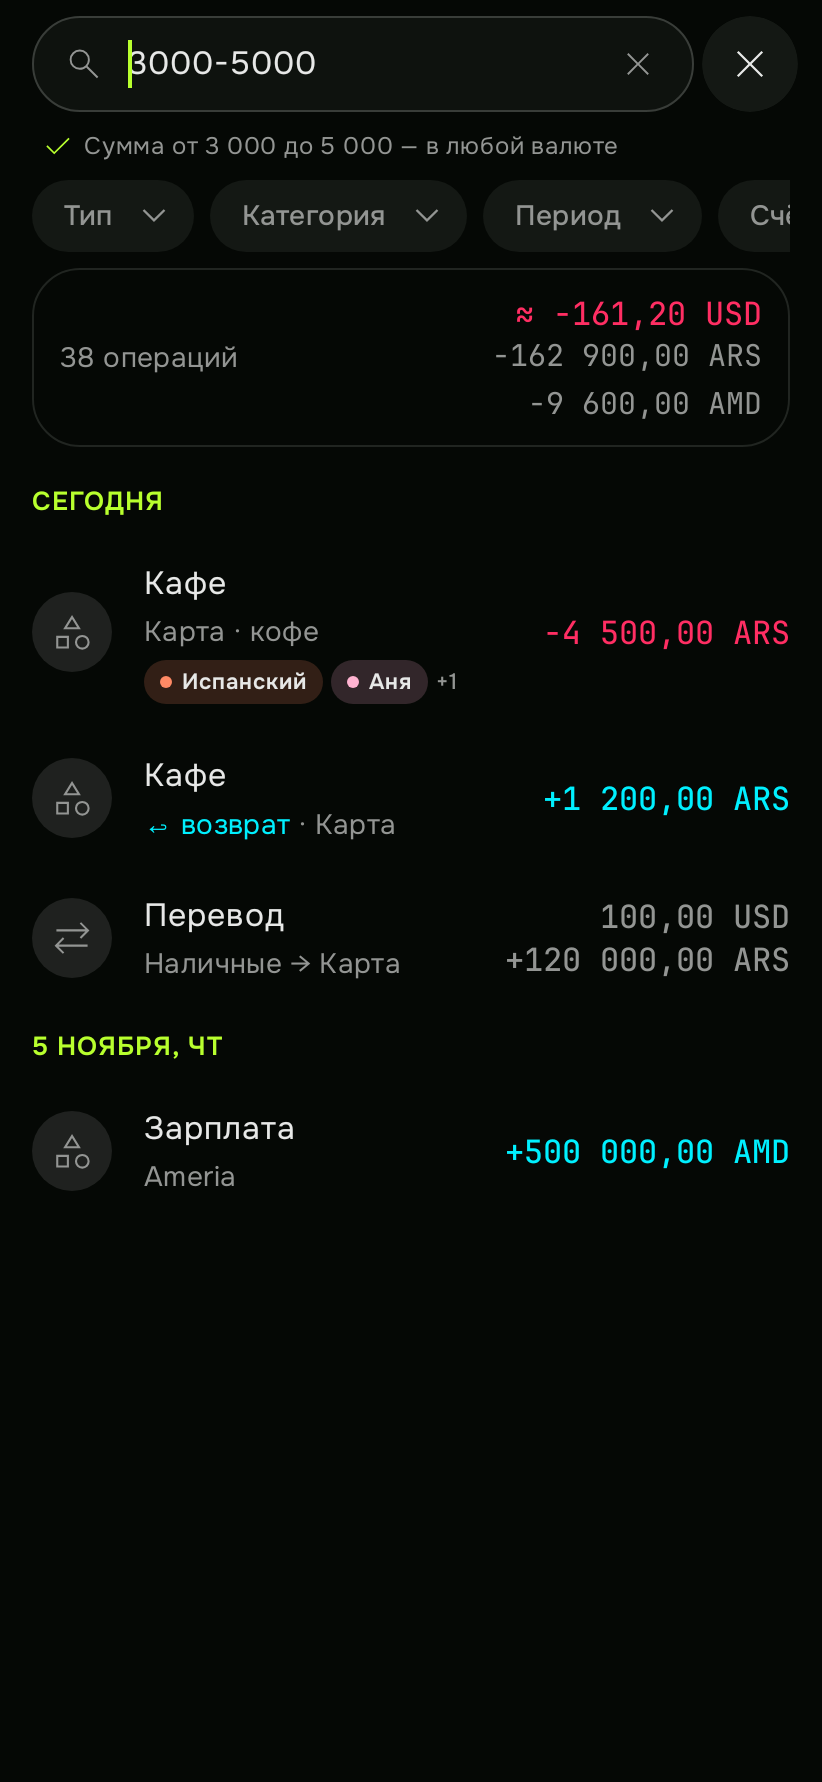 3000-5000
Сумма от 3 000 до 5 000 — в любой валюте
Тип Категория Период Счё
≈ -161,20 USD
38 операций
-162 900,00 ARS
-9 600,00 AMD
СЕГОДНЯ
Кафе
Карта · кофе
-4 500,00 ARS
Испанский Аня +1
Кафе
+1 200,00 ARS
↩ возврат · Карта
Перевод
100,00 USD
Наличные → Карта
+120 000,00 ARS
5 НОЯБРЯ, ЧТ
Зарплата
+500 000,00 AMD
Ameria